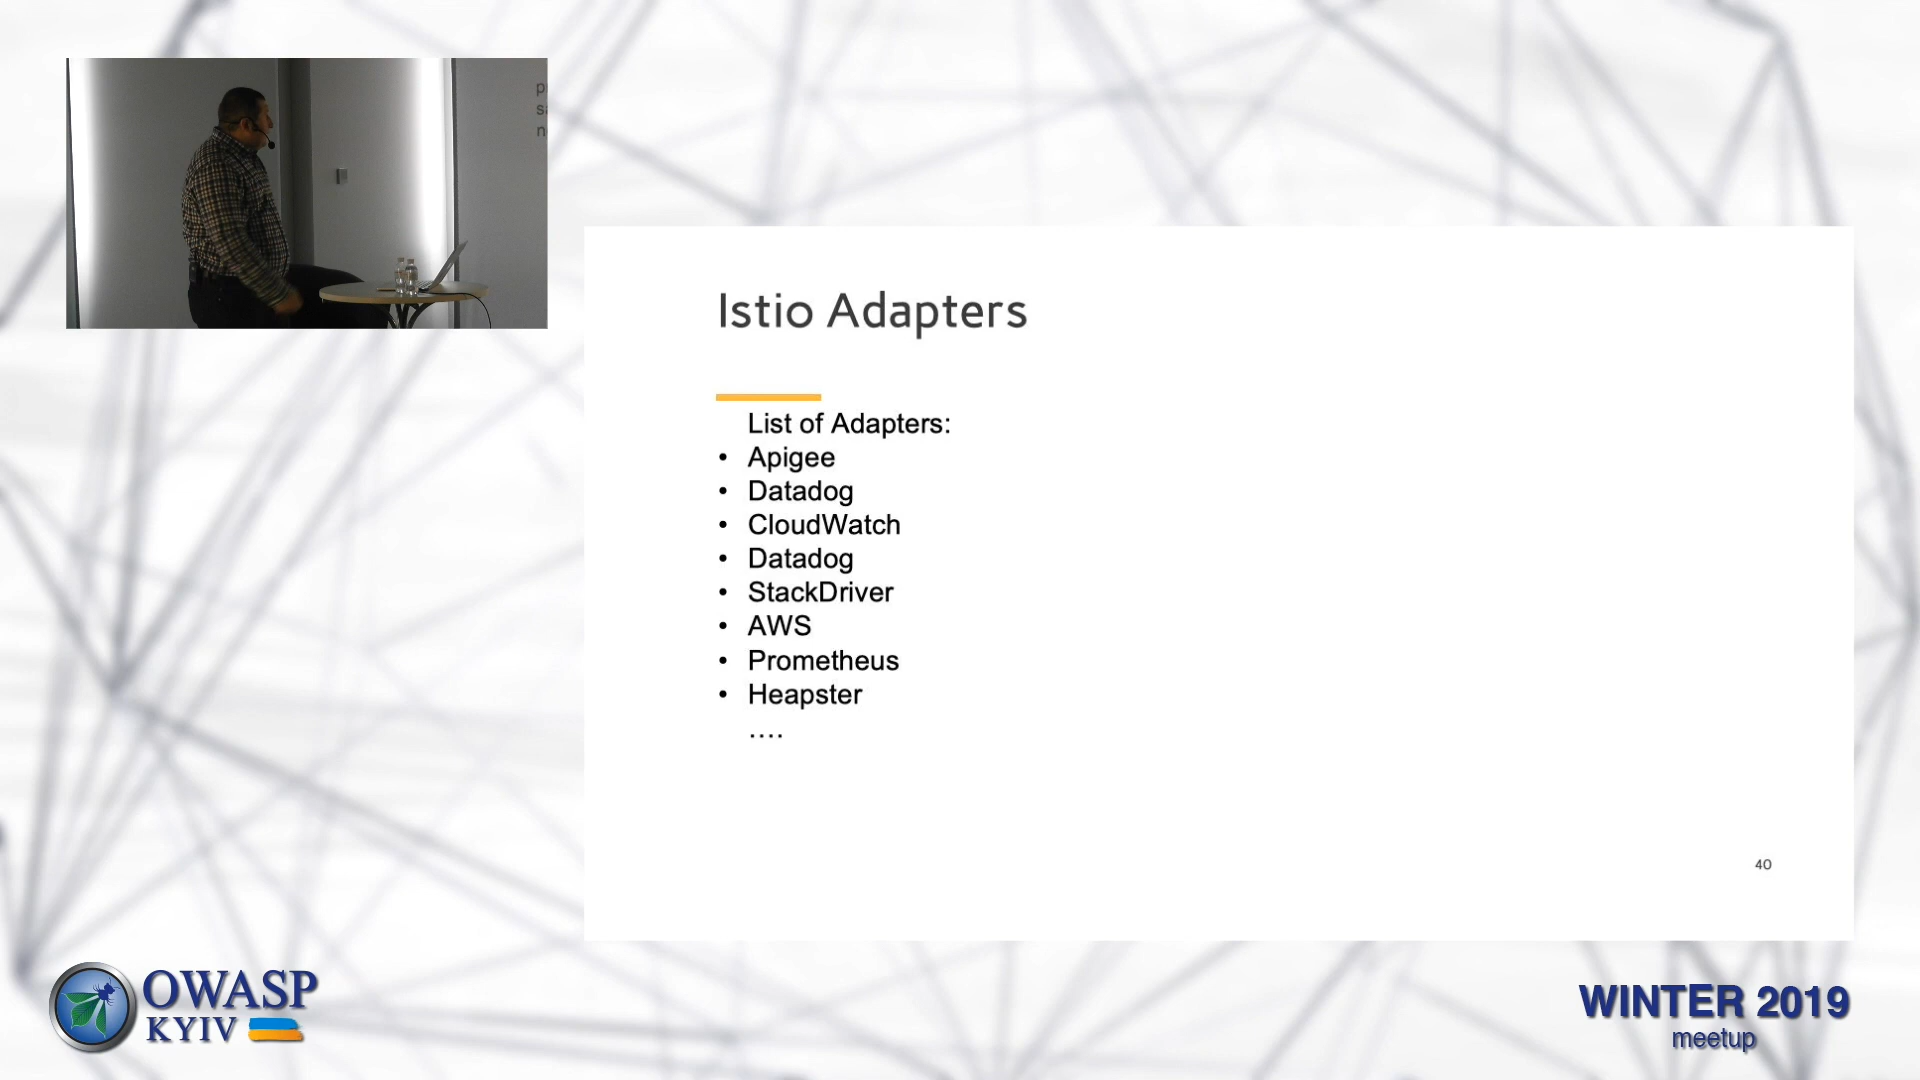 Istio Adapters
List of Adapters:
• Apigee
• Datadog
• CloudWatch
• Datadog
• StackDriver
• AWS
• Prometheus
• Heapster
....
40
OWASP
KYIV
WINTER 2019
meetup